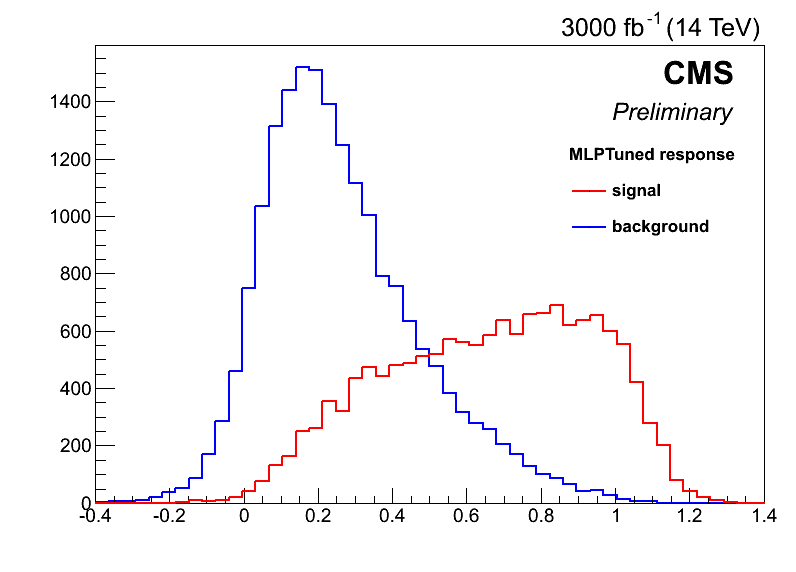 3000 fb-1 (14 TeV)
CMS
Preliminary
MLPTuned response
signal
background
1400
1200
1000
800
600
400
200
0
-0.4 -0.2 0 0.2 0.4 0.6 0.8 1 1.2 1.4